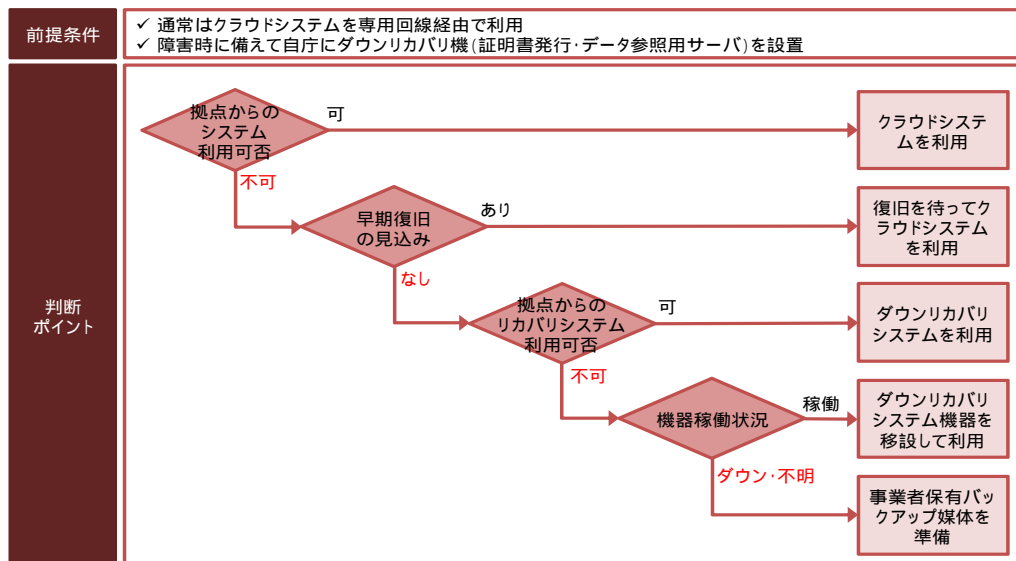 前提条件
✓ 通常はクラウドシステムを専用回線経由で利用
✓ 障害時に備えて自庁にダウンリカバリ機(証明書発行・データ参照用サーバ)を設置
判断
ポイント
拠点からの
システム
利用可否
可
クラウドシステ
ムを利用
不可
早期復旧
の見込み
あり
復旧を待ってク
ラウドシステム
を利用
なし
拠点からの
リカバリシステム
利用可否
可
ダウンリカバリ
システムを利用
不可
機器稼働状況
稼働
ダウンリカバリ
システム機器を
移設して利用
ダウン・不明
事業者保有バッ
クアップ媒体を
準備